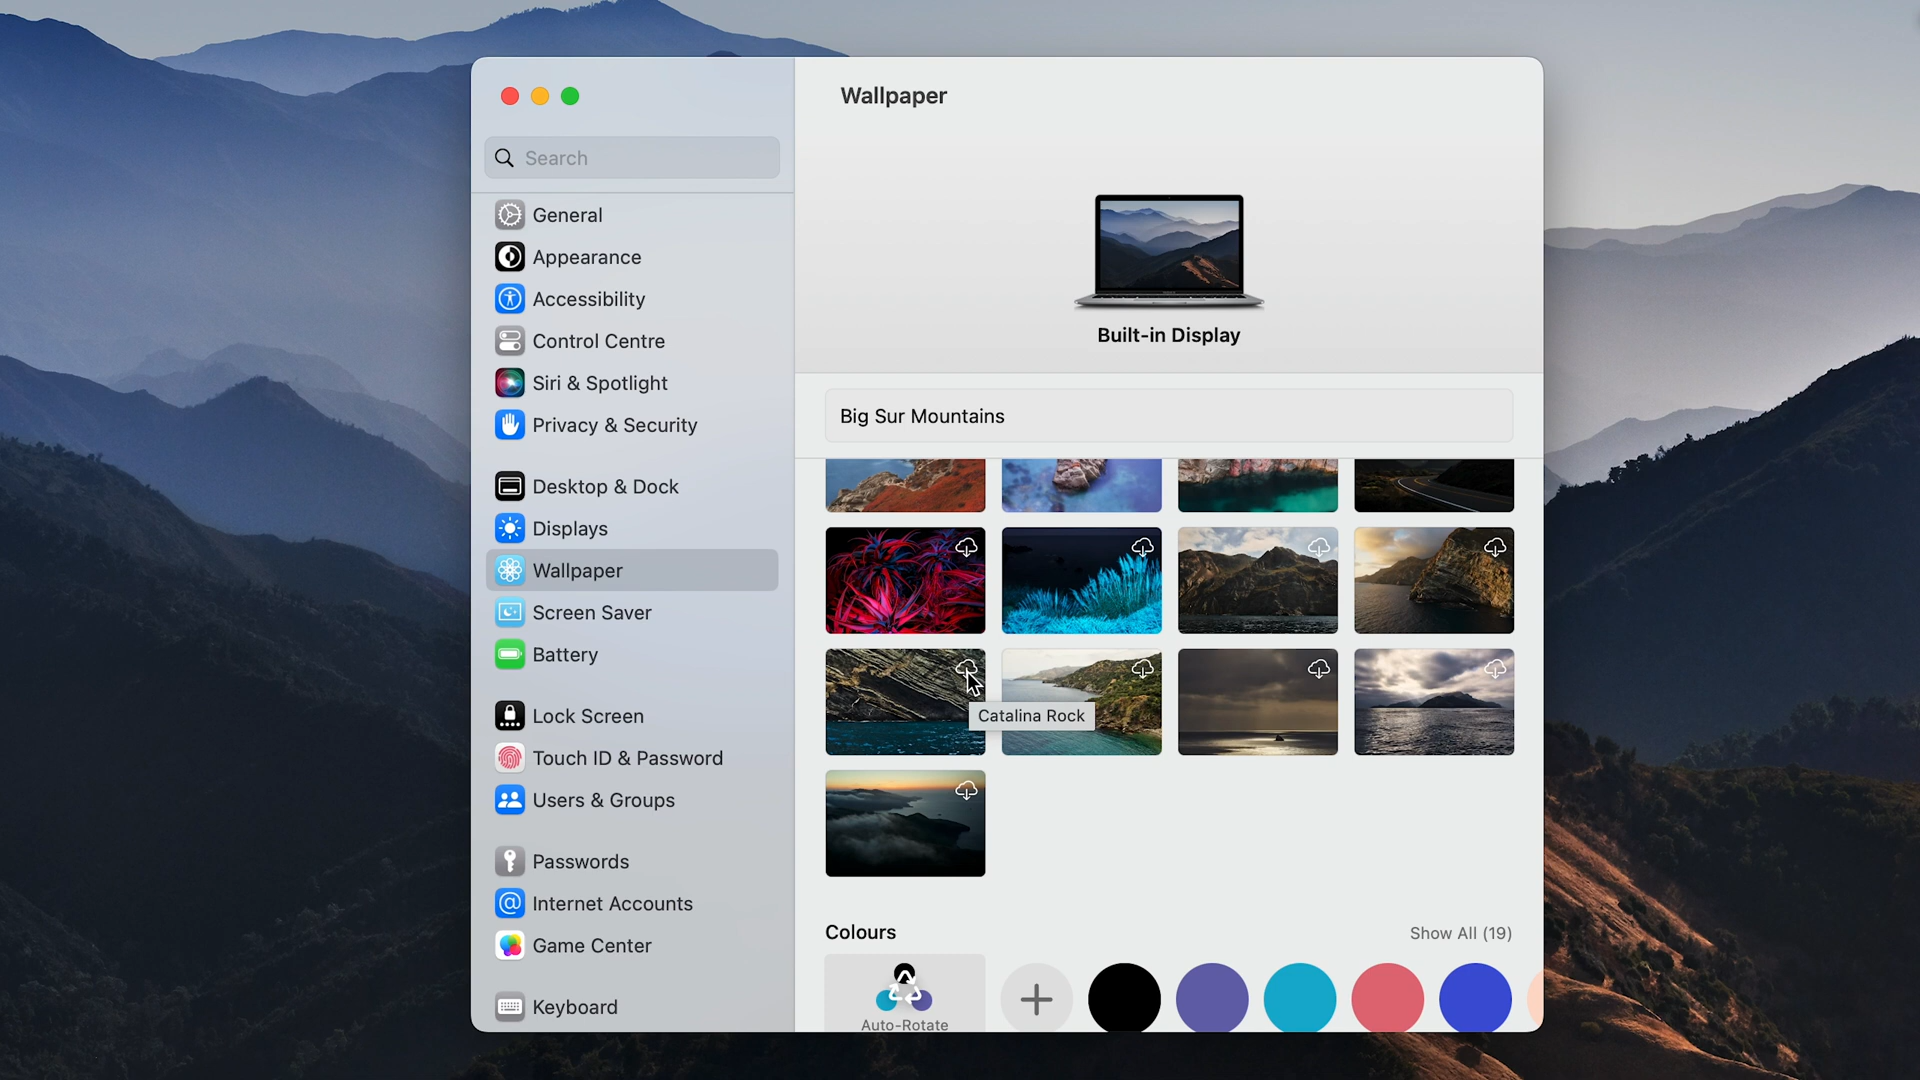 Wallpaper
Search
General
Appearance
Accessibility
Control Centre
Siri & Spotlight
Privacy & Security
Desktop & Dock
Displays
Wallpaper
Screen Saver
Battery
Lock Screen
Touch ID & Password
Users & Groups
Passwords
Internet Accounts
Game Center
Keyboard
Built-in Display
Big Sur Mountains
Catalina Rock
Colours
Show All (19)
Auto-Rotate